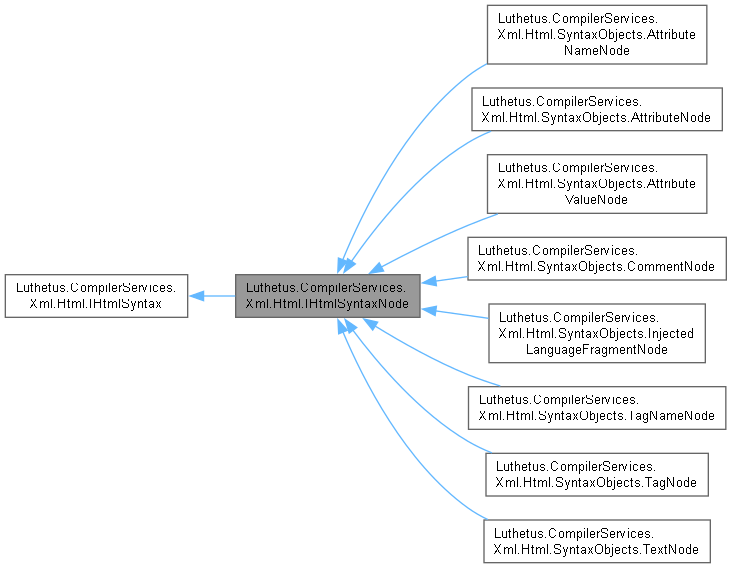 Luthetus.CompilerServices.
Xml.Html.SyntaxObjects.Attribute
NameNode
Luthetus.CompilerServices.
Xml.Html.SyntaxObjects.AttributeNode
Luthetus.CompilerServices.
Xml.Html.SyntaxObjects.Attribute
ValueNode
Luthetus.CompilerServices.
Xml.Html.SyntaxObjects.CommentNode
Luthetus.CompilerServices.
Xml.Html.IHtmlSyntax
Luthetus.CompilerServices.
Xml.Html.IHtmlSyntaxNode
Luthetus.CompilerServices.
Xml.Html.SyntaxObjects.Injected
LanguageFragmentNode
Luthetus.CompilerServices.
Xml.Html.SyntaxObjects.TagNameNode
Luthetus.CompilerServices.
Xml.Html.SyntaxObjects.TagNode
Luthetus.CompilerServices.
Xml.Html.SyntaxObjects.TextNode